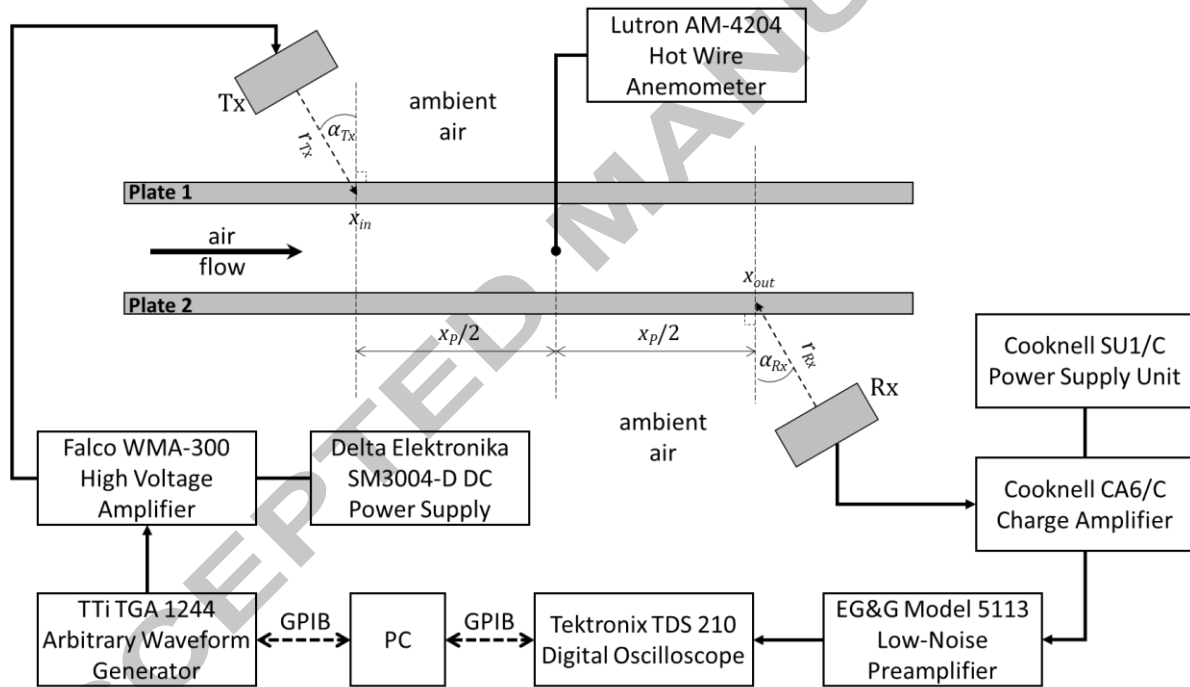 Lutron AM-4204
Hot Wire
Anemometer
Tx
α_Tx
r_Tx
ambient
air
Plate 1
x_in
air
flow
x_out
Plate 2
x_P/2
x_P/2
α_Rx
r_Rx
Rx
ambient
air
Cooknell SU1/C
Power Supply Unit
Falco WMA-300
High Voltage
Amplifier
Delta Elektronika
SM3004-D DC
Power Supply
Cooknell CA6/C
Charge Amplifier
TTi TGA 1244
Arbitrary Waveform
Generator
GPIB
PC
GPIB
Tektronix TDS 210
Digital Oscilloscope
EG&G Model 5113
Low-Noise
Preamplifier